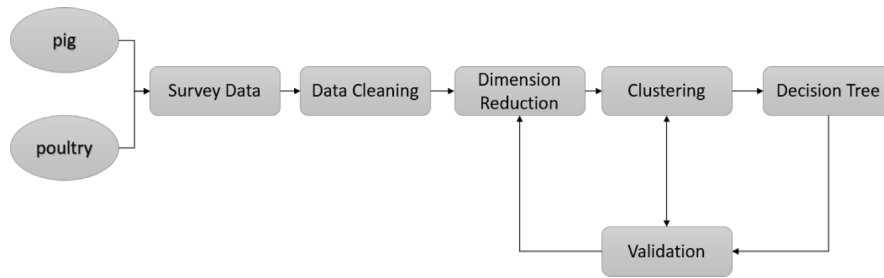 pig
poultry
Survey Data
Data Cleaning
Dimension
Reduction
Clustering
Decision Tree
Validation